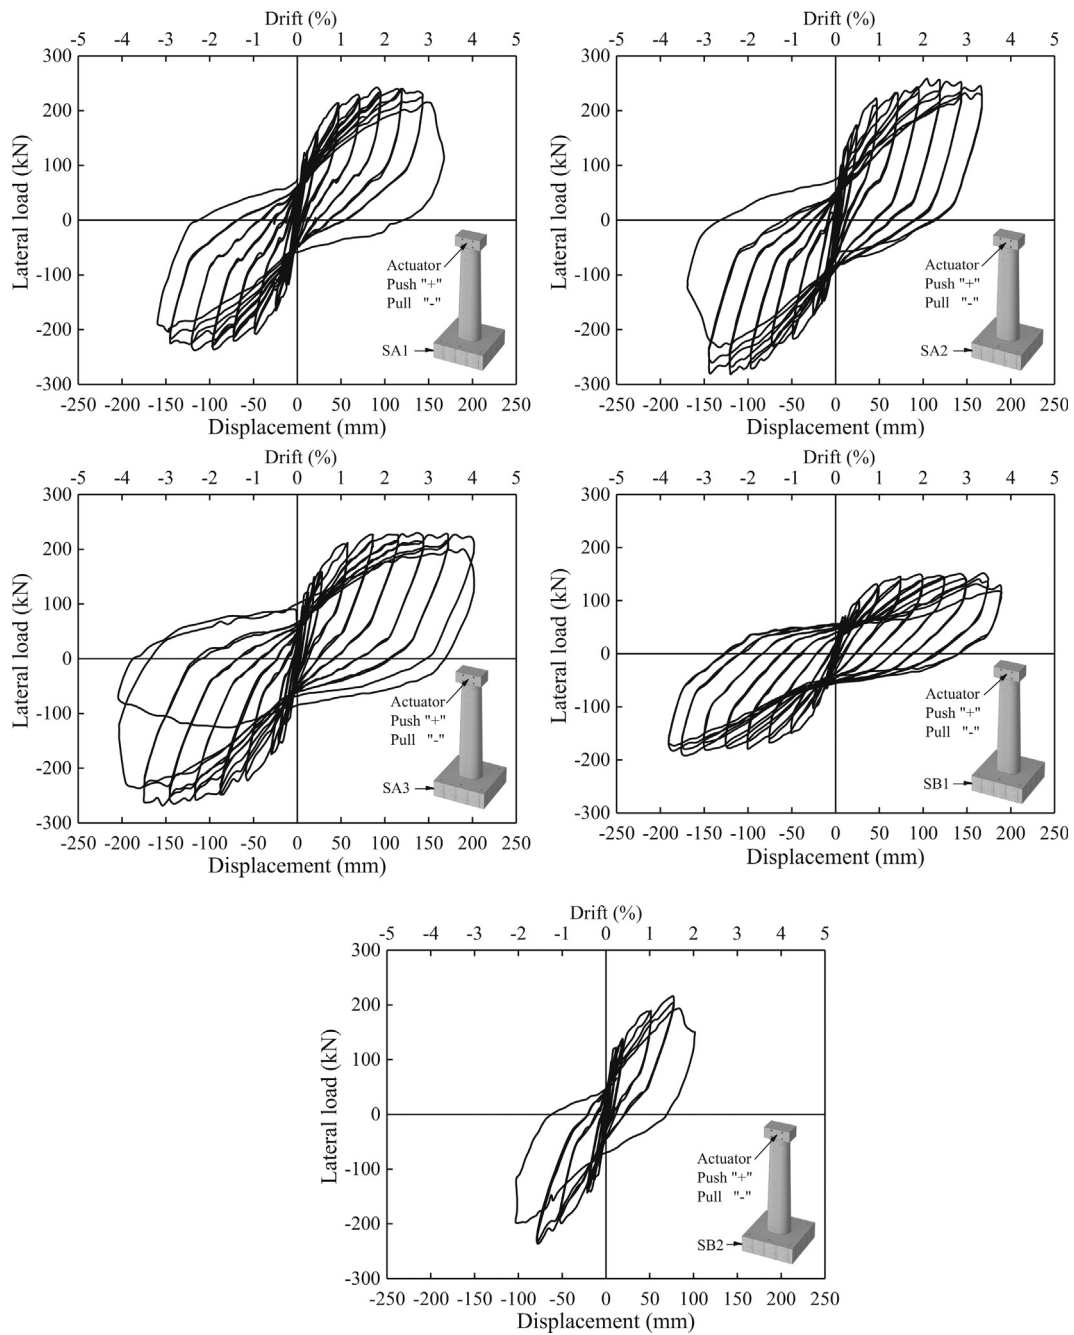 Drift (%)
-5 -4 -3 -2 -1 0 1 2 3 4 5
300
200
100
0
-100
-200
-300
Lateral load (kN)
Actuator
Push "+"
Pull "-"
SA1
-250 -200 -150 -100 -50 0 50 100 150 200 250
Displacement (mm)
Drift (%)
-5 -4 -3 -2 -1 0 1 2 3 4 5
300
200
100
0
-100
-200
-300
Lateral load (kN)
Actuator
Push "+"
Pull "-"
SA2
-250 -200 -150 -100 -50 0 50 100 150 200 250
Displacement (mm)
Drift (%)
-5 -4 -3 -2 -1 0 1 2 3 4 5
300
200
100
0
-100
-200
-300
Lateral load (kN)
Actuator
Push "+"
Pull "-"
SA3
-250 -200 -150 -100 -50 0 50 100 150 200 250
Displacement (mm)
Drift (%)
-5 -4 -3 -2 -1 0 1 2 3 4 5
300
200
100
0
-100
-200
-300
Lateral load (kN)
Actuator
Push "+"
Pull "-"
SB1
-250 -200 -150 -100 -50 0 50 100 150 200 250
Displacement (mm)
Drift (%)
-5 -4 -3 -2 -1 0 1 2 3 4 5
300
200
100
0
-100
-200
-300
Lateral load (kN)
Actuator
Push "+"
Pull "-"
SB2
-250 -200 -150 -100 -50 0 50 100 150 200 250
Displacement (mm)